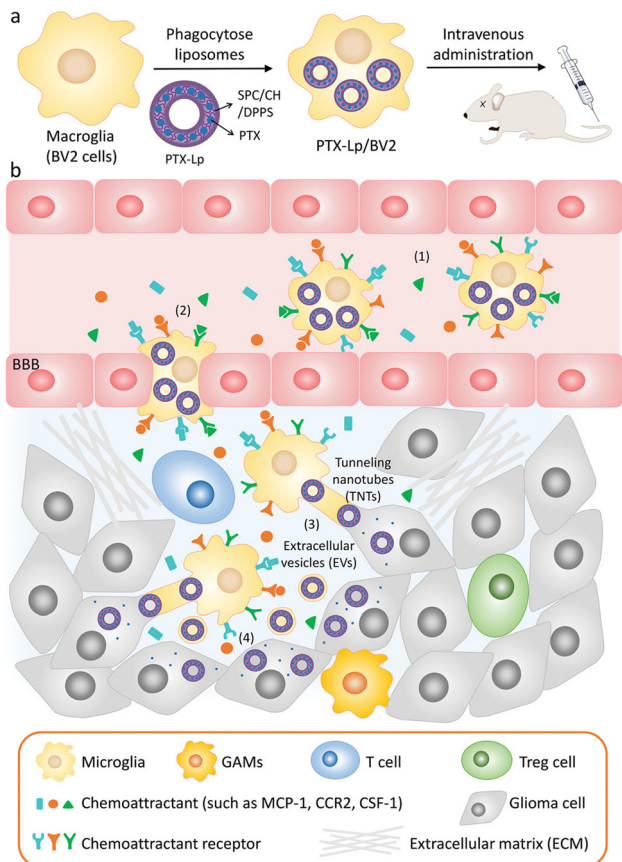 a
Phagocytose
liposomes
Intravenous
administration
SPC/CH
/DPPS
PTX
Macroglia
(BV2 cells)
PTX-Lp
PTX-Lp/BV2
x
b
(1)
(2)
BBB
Tunneling
nanotubes
(TNTs)
(3)
Extracellular
vesicles (EVs)
(4)
Microglia
GAMs
T cell
Treg cell
Chemoattractant (such as MCP-1, CCR2, CSF-1)
Glioma cell
Chemoattractant receptor
Extracellular matrix (ECM)